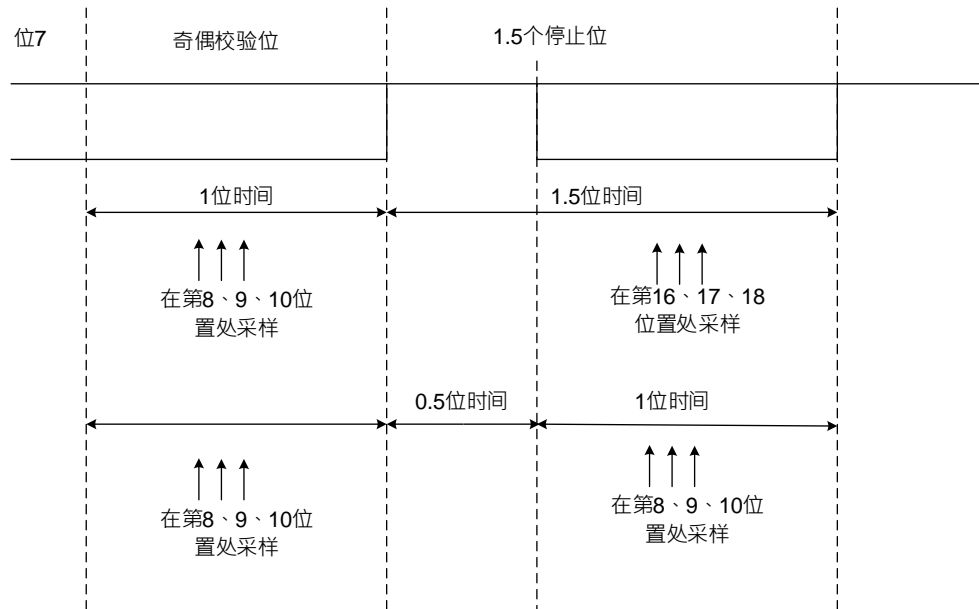 位7
奇偶校验位
1.5个停止位
1位时间
1.5位时间
在第8、9、10位
置处采样
在第16、17、18
位置处采样
0.5位时间
1位时间
在第8、9、10位
置处采样
在第8、9、10位
置处采样